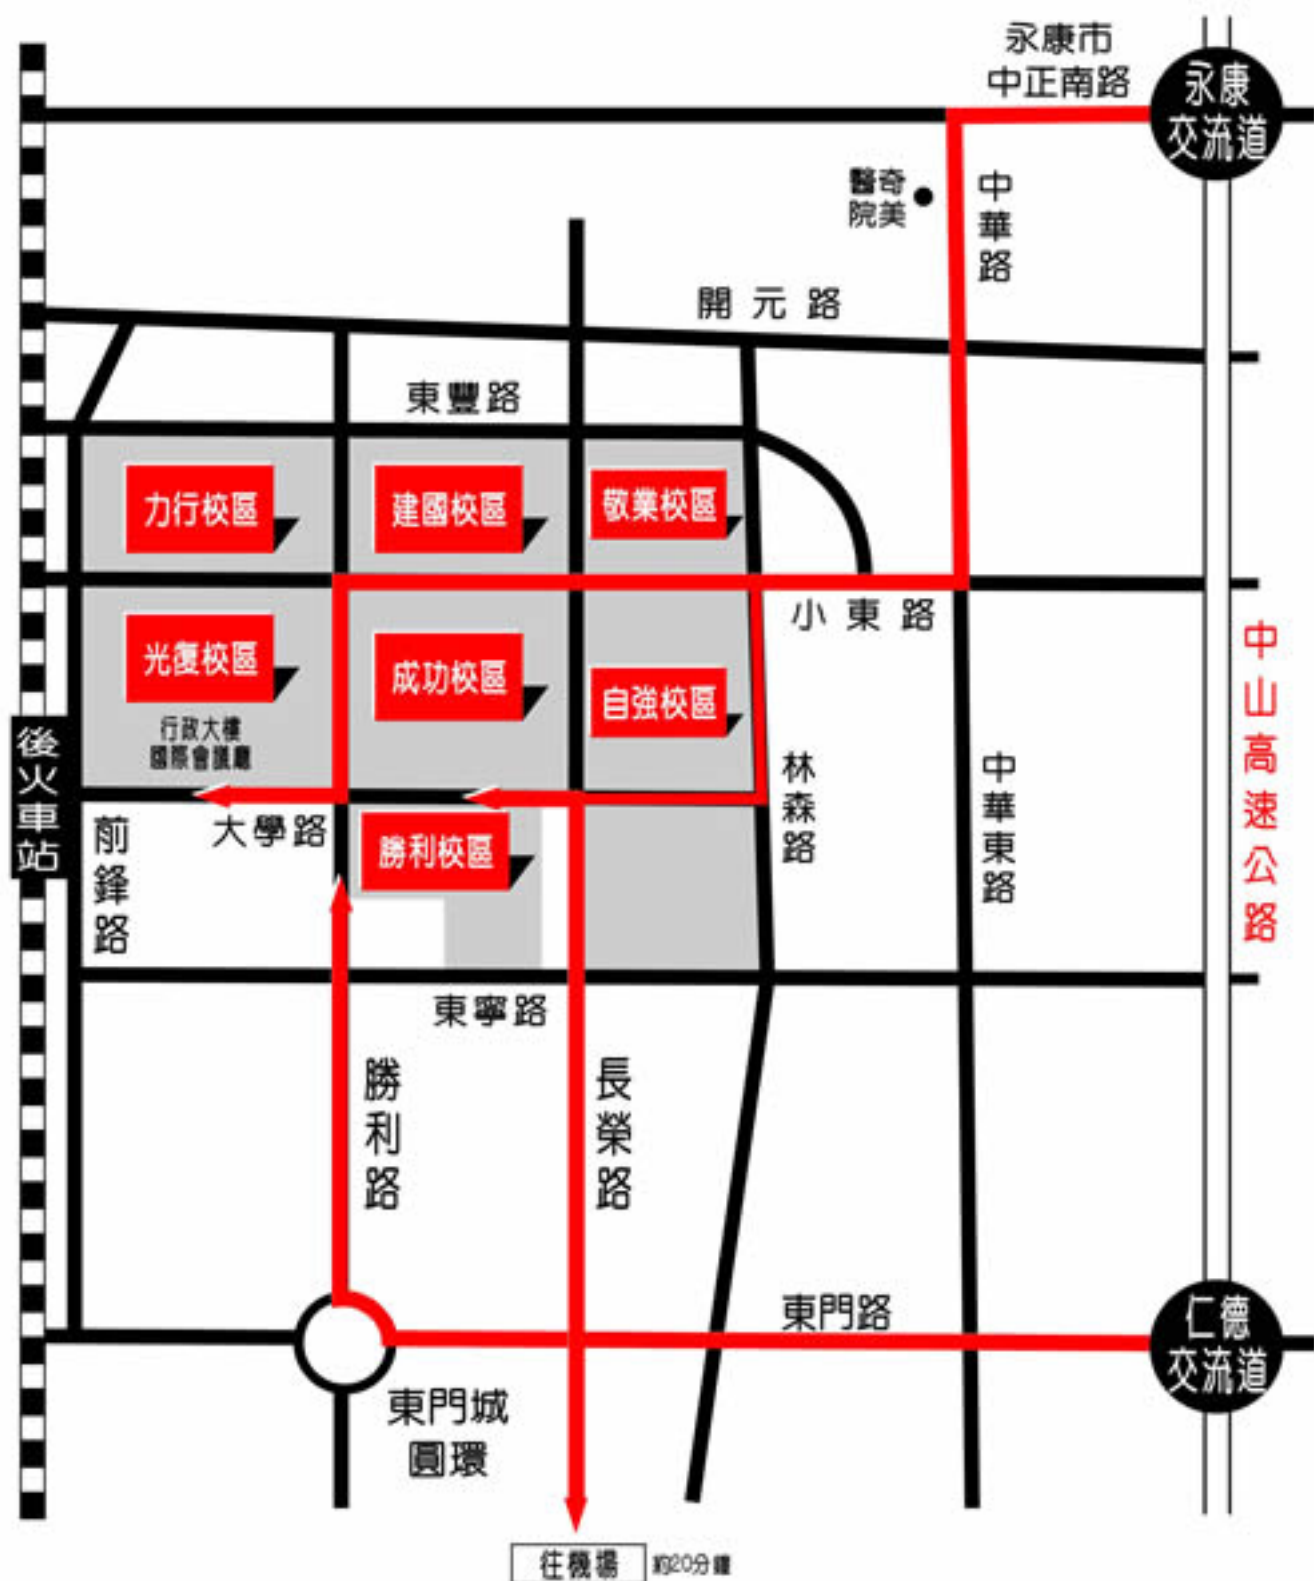 永康市
中正南路
永康
交流道
醫奇
院美
中華路
開元路
東豐路
力行校區
建國校區
敬業校區
小東路
光復校區
成功校區
自強校區
中山高速公路
行政大樓
國際會議廳
後火車站
林森路
中華東路
前鋒路
大學路
勝利校區
東寧路
勝利路
長榮路
東門路
仁德
交流道
東門城
圓環
往機場
約20分鐘